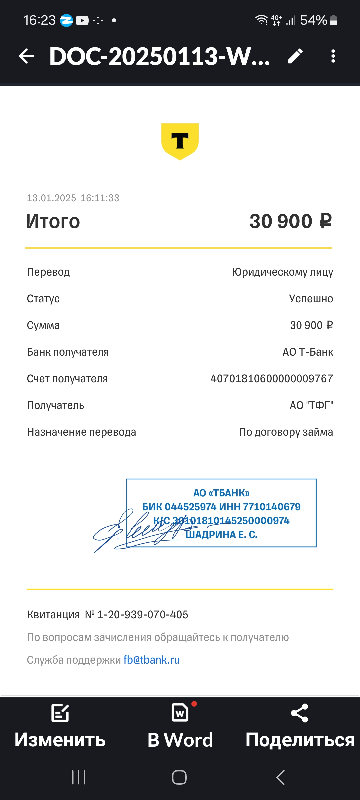 16:23 54%
DOC-20250113-W...
T
13.01.2025 16:11:33
Итого 30 900 ₽
Перевод Юридическому лицу
Статус Успешно
Сумма 30 900 ₽
Банк получателя АО Т-Банк
Счет получателя 40701810600000009767
Получатель АО "ТФГ"
Назначение перевода По договору займа
АО «ТБАНК»
БИК 044525974 ИНН 7710140679
К/С 30101810145250000974
ШАДРИНА Е. С.
Квитанция № 1-20-939-070-405
По вопросам зачисления обращайтесь к получателю
Служба поддержки fb@tbank.ru
Изменить В Word Поделиться